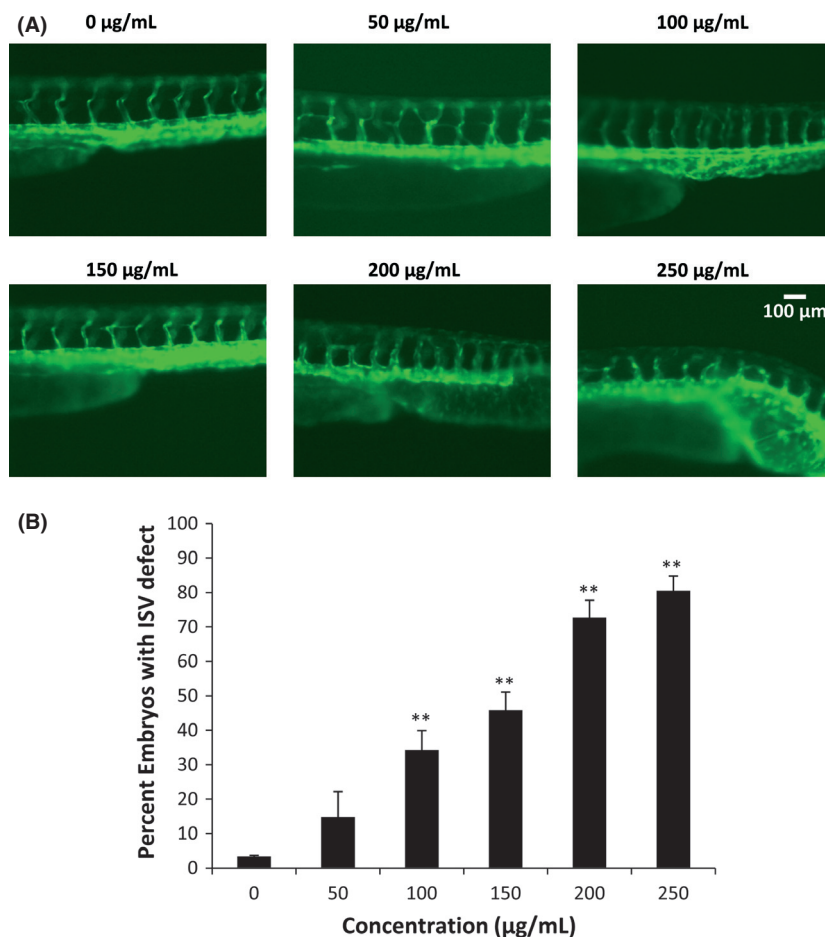 (A)
0 µg/mL 50 µg/mL 100 µg/mL
150 µg/mL 200 µg/mL 250 µg/mL
100 µm
(B)
Percent Embryos with ISV defect
100
90
80
70
60
50
40
30
20
10
0
** ** ** **
0 50 100 150 200 250
Concentration (µg/mL)